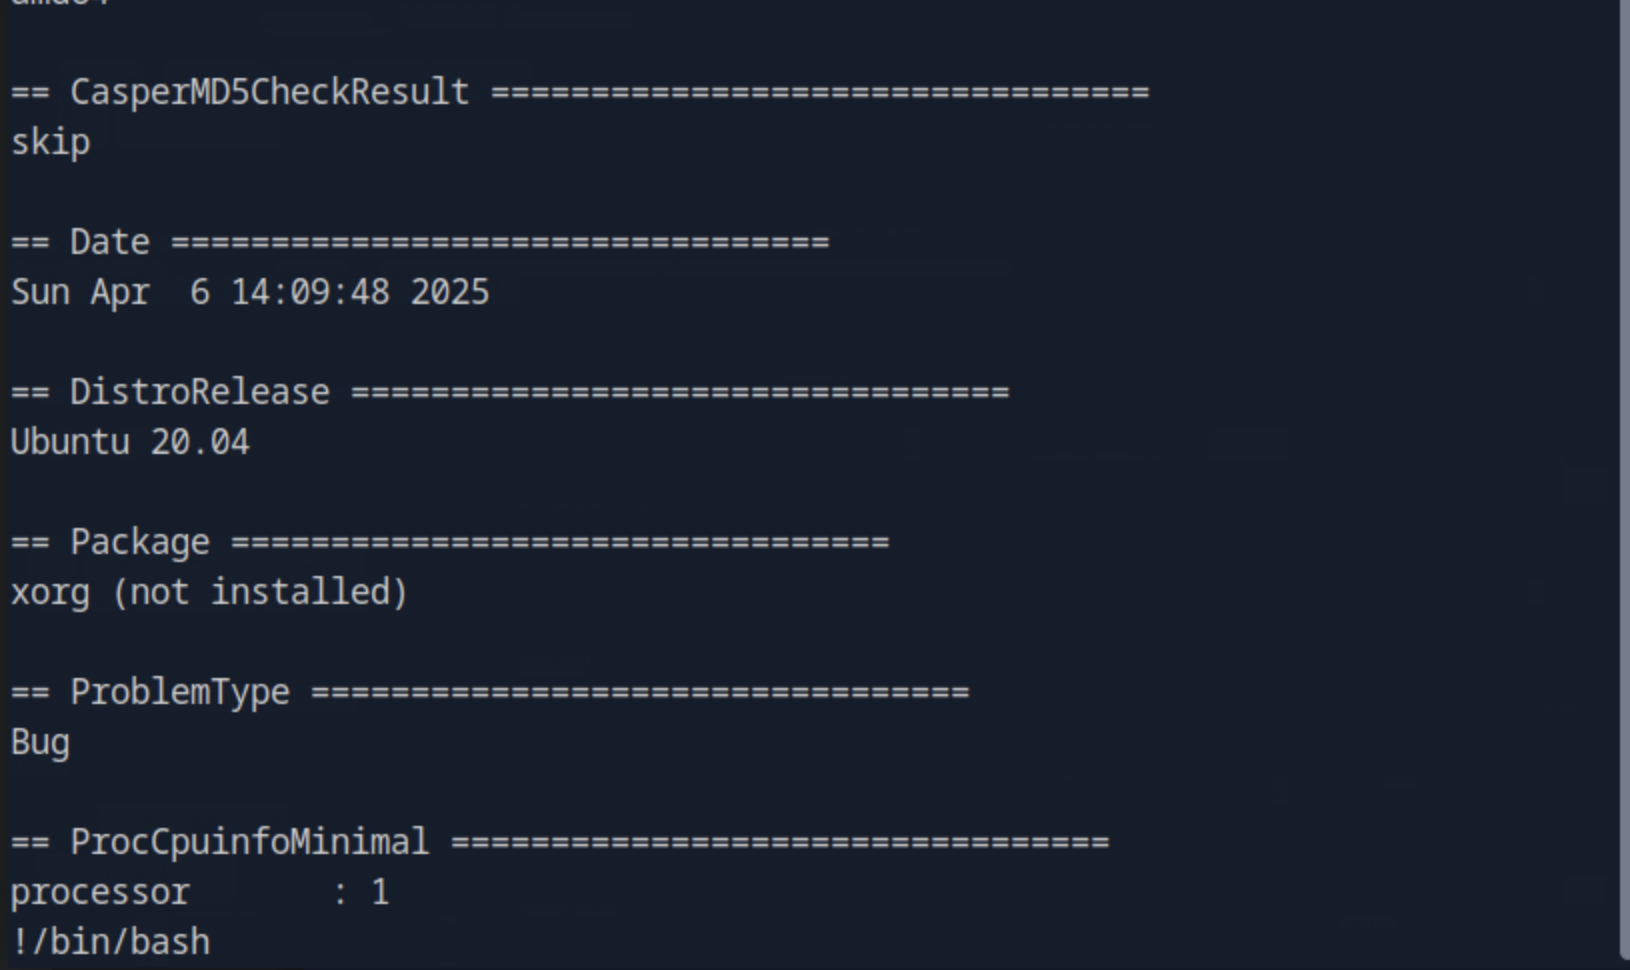 == CasperMD5CheckResult =================================
skip
== Date =================================
Sun Apr  6 14:09:48 2025
== DistroRelease =================================
Ubuntu 20.04
== Package =================================
xorg (not installed)
== ProblemType =================================
Bug
== ProcCpuinfoMinimal =================================
processor       : 1
!/bin/bash